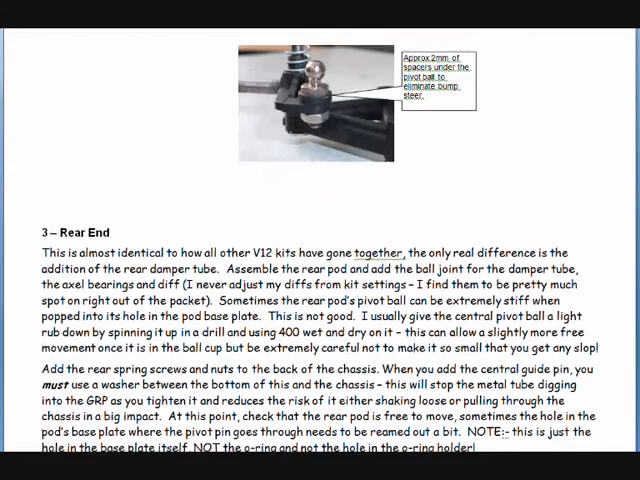 Approx 2mm of
spacers under the
pivot ball to
eliminate bump
steer.
3 – Rear End
This is almost identical to how all other V12 kits have gone together, the only real difference is the
addition of the rear damper tube.  Assemble the rear pod and add the ball joint for the damper tube,
the axel bearings and diff (I never adjust my diffs from kit settings – I find them to be pretty much
spot on right out of the packet).  Sometimes the rear pod's pivot ball can be extremely stiff when
popped into its hole in the pod base plate.  This is not good.  I usually give the central pivot ball a light
rub down by spinning it up in a drill and using 400 wet and dry on it – this can allow a slightly more free
movement once it is in the ball cup but be extremely careful not to make it so small that you get any slop!
Add the rear spring screws and nuts to the back of the chassis. When you add the central guide pin, you
must use a washer between the bottom of this and the chassis – this will stop the metal tube digging
into the GRP as you tighten it and reduces the risk of it either shaking loose or pulling through the
chassis in a big impact.  At this point, check that the rear pod is free to move, sometimes the hole in the
pod's base plate where the pivot pin goes through needs to be reamed out a bit.  NOTE:- this is just the
hole in the base plate itself, NOT the o-ring and not the hole in the o-ring holder!